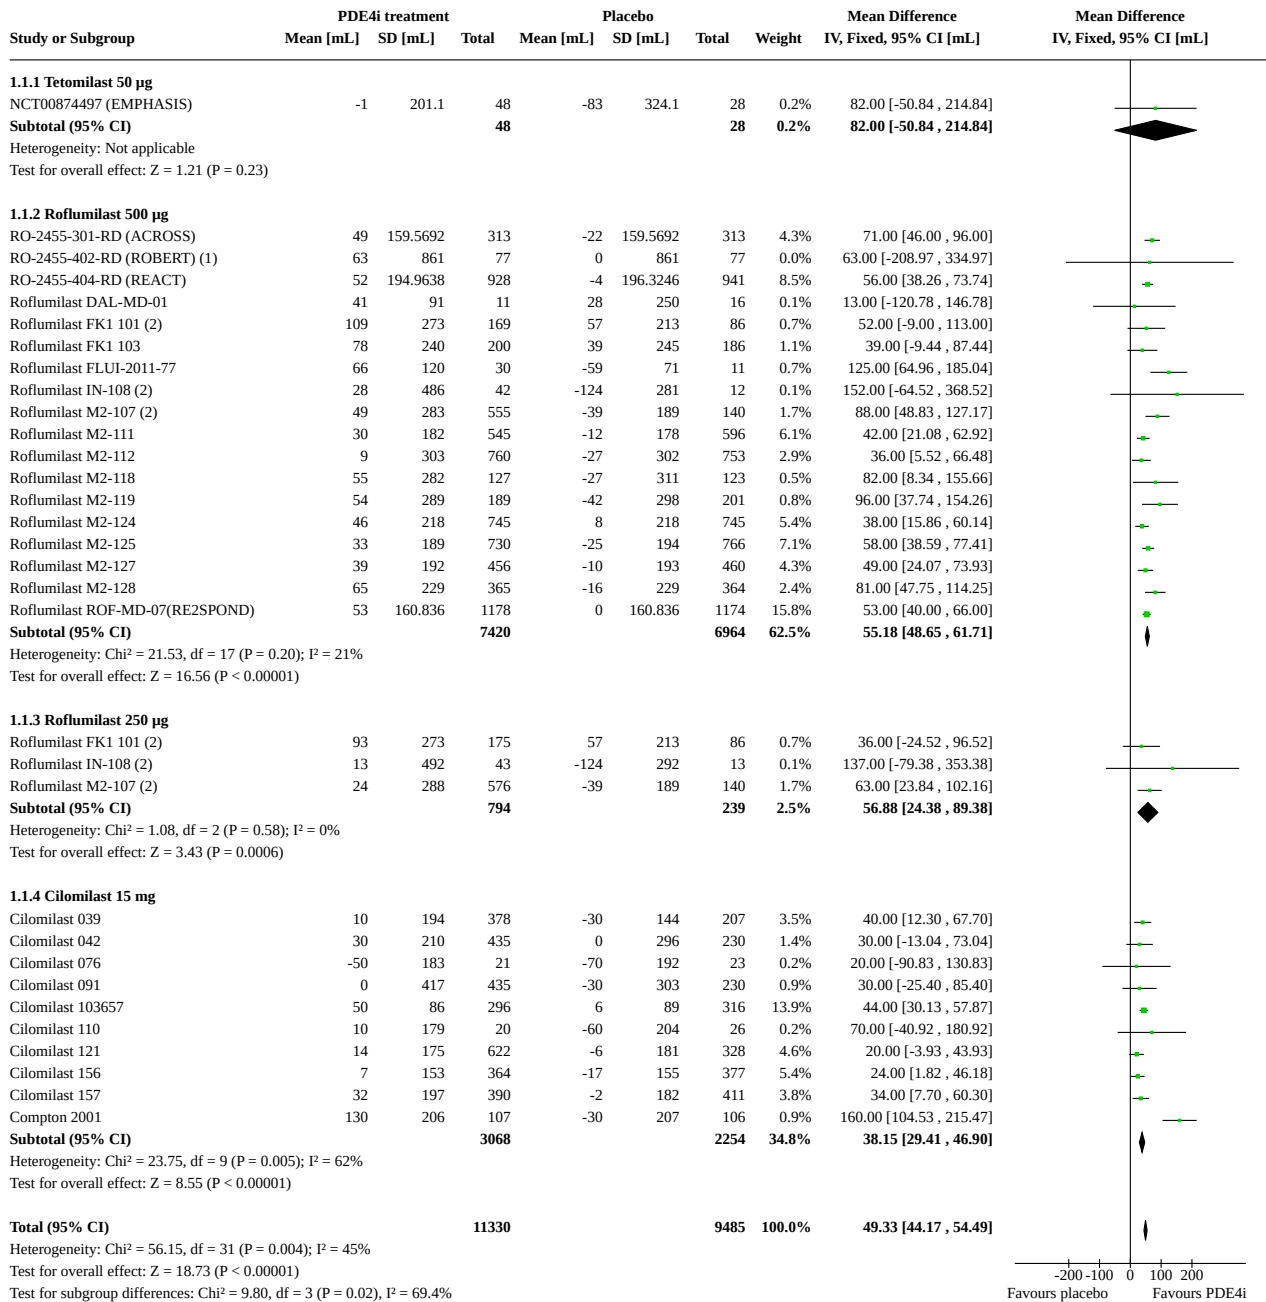 PDE4i treatment Placebo Mean Difference Mean Difference
Study or Subgroup Mean [mL] SD [mL] Total Mean [mL] SD [mL] Total Weight IV, Fixed, 95% CI [mL] IV, Fixed, 95% CI [mL]
1.1.1 Tetomilast 50 µg
NCT00874497 (EMPHASIS) -1 201.1 48 -83 324.1 28 0.2% 82.00 [-50.84 , 214.84]
Subtotal (95% CI) 48 28 0.2% 82.00 [-50.84 , 214.84]
Heterogeneity: Not applicable
Test for overall effect: Z = 1.21 (P = 0.23)
1.1.2 Roflumilast 500 µg
RO-2455-301-RD (ACROSS) 49 159.5692 313 -22 159.5692 313 4.3% 71.00 [46.00 , 96.00]
RO-2455-402-RD (ROBERT) (1) 63 861 77 0 861 77 0.0% 63.00 [-208.97 , 334.97]
RO-2455-404-RD (REACT) 52 194.9638 928 -4 196.3246 941 8.5% 56.00 [38.26 , 73.74]
Roflumilast DAL-MD-01 41 91 11 28 250 16 0.1% 13.00 [-120.78 , 146.78]
Roflumilast FK1 101 (2) 109 273 169 57 213 86 0.7% 52.00 [-9.00 , 113.00]
Roflumilast FK1 103 78 240 200 39 245 186 1.1% 39.00 [-9.44 , 87.44]
Roflumilast FLUI-2011-77 66 120 30 -59 71 11 0.7% 125.00 [64.96 , 185.04]
Roflumilast IN-108 (2) 28 486 42 -124 281 12 0.1% 152.00 [-64.52 , 368.52]
Roflumilast M2-107 (2) 49 283 555 -39 189 140 1.7% 88.00 [48.83 , 127.17]
Roflumilast M2-111 30 182 545 -12 178 596 6.1% 42.00 [21.08 , 62.92]
Roflumilast M2-112 9 303 760 -27 302 753 2.9% 36.00 [5.52 , 66.48]
Roflumilast M2-118 55 282 127 -27 311 123 0.5% 82.00 [8.34 , 155.66]
Roflumilast M2-119 54 289 189 -42 298 201 0.8% 96.00 [37.74 , 154.26]
Roflumilast M2-124 46 218 745 8 218 745 5.4% 38.00 [15.86 , 60.14]
Roflumilast M2-125 33 189 730 -25 194 766 7.1% 58.00 [38.59 , 77.41]
Roflumilast M2-127 39 192 456 -10 193 460 4.3% 49.00 [24.07 , 73.93]
Roflumilast M2-128 65 229 365 -16 229 364 2.4% 81.00 [47.75 , 114.25]
Roflumilast ROF-MD-07(RE2SPOND) 53 160.836 1178 0 160.836 1174 15.8% 53.00 [40.00 , 66.00]
Subtotal (95% CI) 7420 6964 62.5% 55.18 [48.65 , 61.71]
Heterogeneity: Chi² = 21.53, df = 17 (P = 0.20); I² = 21%
Test for overall effect: Z = 16.56 (P < 0.00001)
1.1.3 Roflumilast 250 µg
Roflumilast FK1 101 (2) 93 273 175 57 213 86 0.7% 36.00 [-24.52 , 96.52]
Roflumilast IN-108 (2) 13 492 43 -124 292 13 0.1% 137.00 [-79.38 , 353.38]
Roflumilast M2-107 (2) 24 288 576 -39 189 140 1.7% 63.00 [23.84 , 102.16]
Subtotal (95% CI) 794 239 2.5% 56.88 [24.38 , 89.38]
Heterogeneity: Chi² = 1.08, df = 2 (P = 0.58); I² = 0%
Test for overall effect: Z = 3.43 (P = 0.0006)
1.1.4 Cilomilast 15 mg
Cilomilast 039 10 194 378 -30 144 207 3.5% 40.00 [12.30 , 67.70]
Cilomilast 042 30 210 435 0 296 230 1.4% 30.00 [-13.04 , 73.04]
Cilomilast 076 -50 183 21 -70 192 23 0.2% 20.00 [-90.83 , 130.83]
Cilomilast 091 0 417 435 -30 303 230 0.9% 30.00 [-25.40 , 85.40]
Cilomilast 103657 50 86 296 6 89 316 13.9% 44.00 [30.13 , 57.87]
Cilomilast 110 10 179 20 -60 204 26 0.2% 70.00 [-40.92 , 180.92]
Cilomilast 121 14 175 622 -6 181 328 4.6% 20.00 [-3.93 , 43.93]
Cilomilast 156 7 153 364 -17 155 377 5.4% 24.00 [1.82 , 46.18]
Cilomilast 157 32 197 390 -2 182 411 3.8% 34.00 [7.70 , 60.30]
Compton 2001 130 206 107 -30 207 106 0.9% 160.00 [104.53 , 215.47]
Subtotal (95% CI) 3068 2254 34.8% 38.15 [29.41 , 46.90]
Heterogeneity: Chi² = 23.75, df = 9 (P = 0.005); I² = 62%
Test for overall effect: Z = 8.55 (P < 0.00001)
Total (95% CI) 11330 9485 100.0% 49.33 [44.17 , 54.49]
Heterogeneity: Chi² = 56.15, df = 31 (P = 0.004); I² = 45%
Test for overall effect: Z = 18.73 (P < 0.00001) -200 -100 0 100 200
Test for subgroup differences: Chi² = 9.80, df = 3 (P = 0.02), I² = 69.4% Favours placebo Favours PDE4i